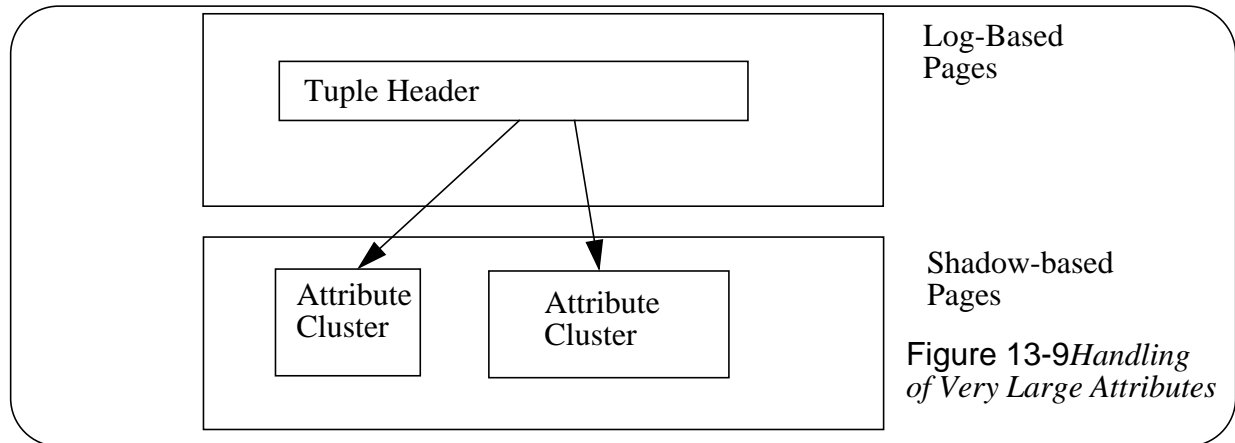 Log-Based
Pages
Tuple Header
Shadow-based
Pages
Attribute
Cluster
Attribute
Cluster
Figure 13-9Handling
of Very Large Attributes